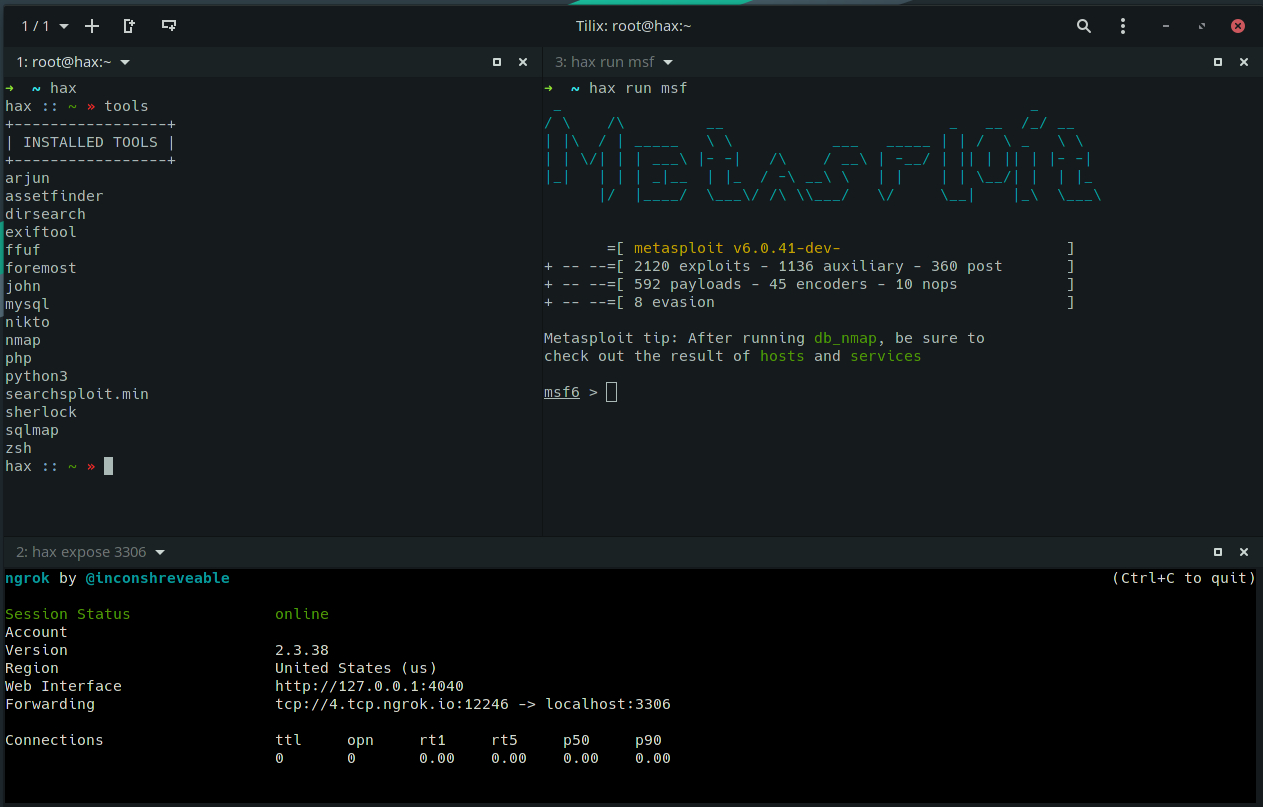 1 / 1
Tilix: root@hax:~
1: root@hax:~
➜ ~ hax
hax :: ~ » tools
+-----------------+
| INSTALLED TOOLS |
+-----------------+
arjun
assetfinder
dirsearch
exiftool
ffuf
foremost
john
mysql
nikto
nmap
php
python3
searchsploit.min
sherlock
sqlmap
zsh
hax :: ~ »
3: hax run msf
➜ ~ hax run msf
=[ metasploit v6.0.41-dev- ]
+ -- --=[ 2120 exploits - 1136 auxiliary - 360 post ]
+ -- --=[ 592 payloads - 45 encoders - 10 nops ]
+ -- --=[ 8 evasion ]
Metasploit tip: After running db_nmap, be sure to
check out the result of hosts and services
msf6 >
2: hax expose 3306
ngrok by @inconshreveable (Ctrl+C to quit)
Session Status online
Account
Version 2.3.38
Region United States (us)
Web Interface http://127.0.0.1:4040
Forwarding tcp://4.tcp.ngrok.io:12246 -> localhost:3306
Connections ttl opn rt1 rt5 p50 p90
0 0 0.00 0.00 0.00 0.00